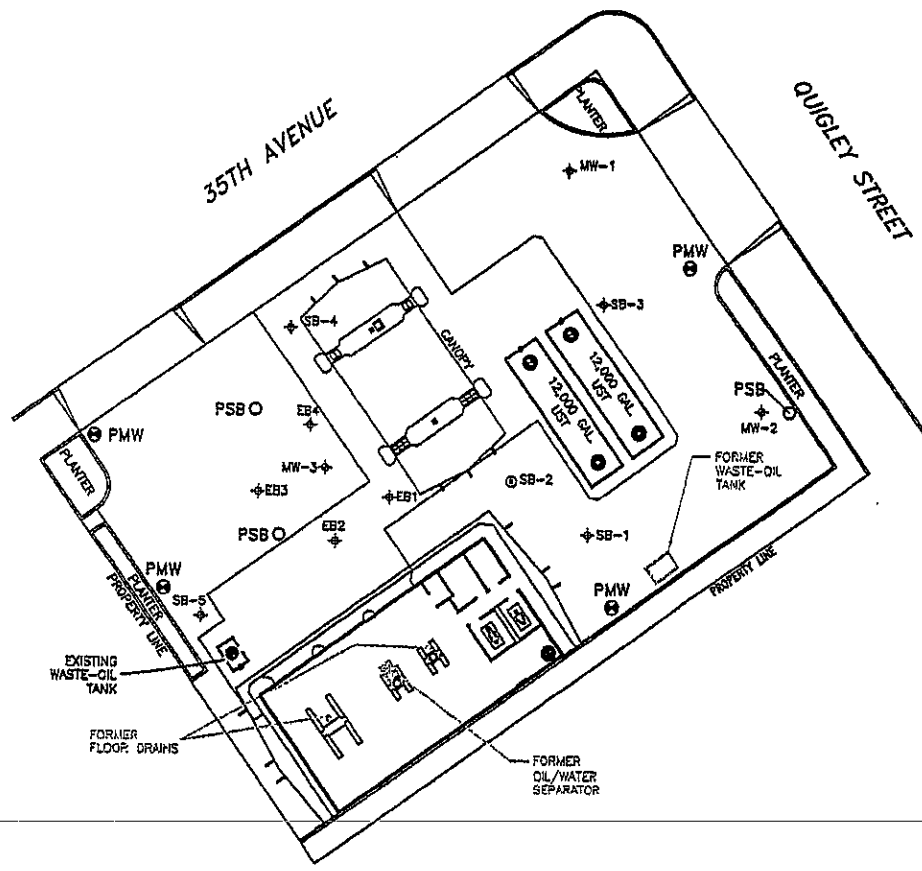 35TH AVENUE
QUIGLEY STREET
PLANTER
MW-1
PMW
SB-3
SB-4
CANOPY
12,000 GAL.
UST
12,000 GAL.
UST
PLANTER
PSB
MW-2
PSB
EB4
PMW
PLANTER
MW-3
EB3
EB1
SB-2
FORMER
WASTE-OIL
TANK
PSB
EB2
SB-1
PMW
PLANTER
PROPERTY LINE
SB-5
PMW
PROPERTY LINE
EXISTING
WASTE-OIL
TANK
FORMER
FLOOR DRAINS
FORMER
OIL/WATER
SEPARATOR